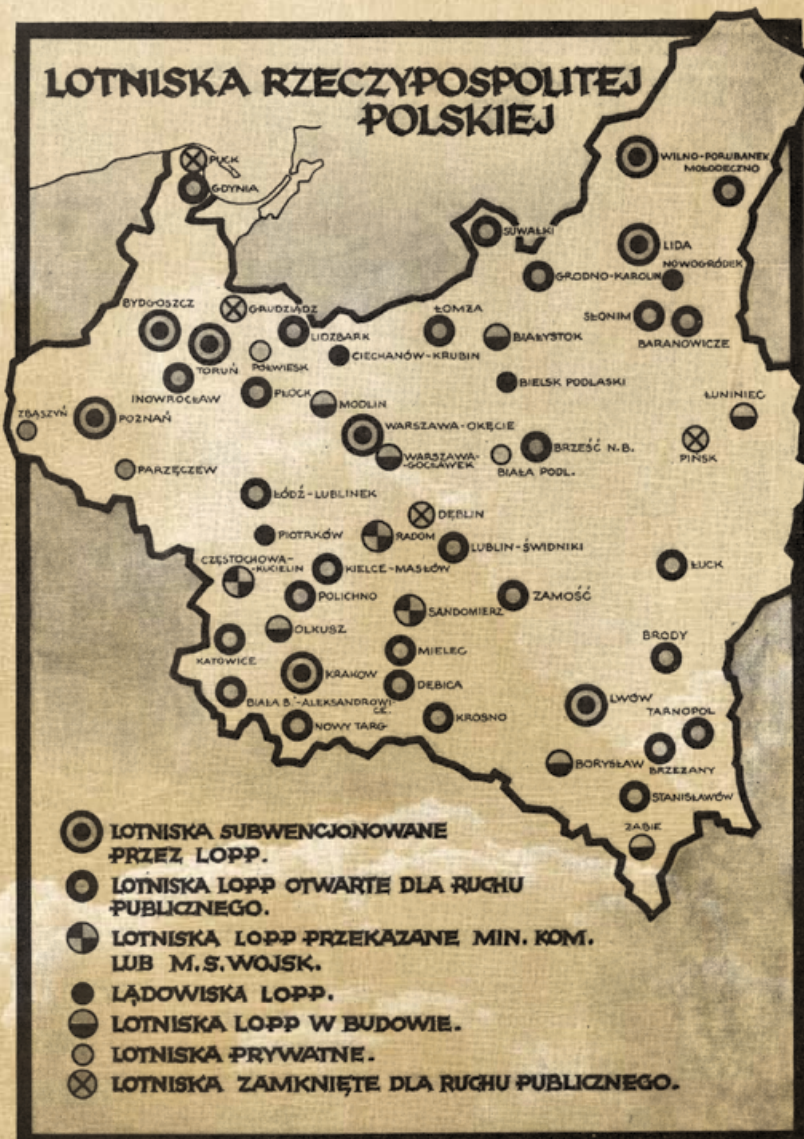 LOTNISKA RZECZYPOSPOLITEJ
POLSKIEJ
PUCK
GDYNIA
WILNO-PORUBANEK
MOŁODECZNO
SUWAŁKI
LIDA
NOWOGRÓDEK
GRODNO-KAROLIN
BYDGOSZCZ
GRUDZIĄDZ
LIDZBARK
ŁOMŻA
BIAŁYSTOK
SŁONIM
BARANOWICZE
TORUŃ
PÓŁWIESK
CIECHANÓW-KRUBIN
INOWROCŁAW
PŁOCK
BIELSK PODLASKI
ŁUNINIEC
ZBĄSZYŃ
POZNAŃ
MODLIN
WARSZAWA-OKĘCIE
WARSZAWA-
GOCŁAWEK
BRZEŚĆ N.B.
BIAŁA PODL.
PIŃSK
PARZĘCZEW
ŁÓDŹ-LUBLINEK
DĘBLIN
PIOTRKÓW
RADOM
LUBLIN-ŚWIDNIKI
CZĘSTOCHOWA-
-KUCELIN
KIELCE-MASŁÓW
ŁUCK
POLICHNO
SANDOMIERZ
ZAMOŚĆ
OLKUSZ
KATOWICE
MIELEC
BRODY
KRAKÓW
DĘBICA
BIAŁA B.-ALEKSANDROWI-
CE.
LWÓW
TARNOPOL
NOWY TARG
KROSNO
BORYSŁAW
BRZEŻANY
STANISŁAWÓW
ŻABIE
LOTNISKA SUBWENCJONOWANE
PRZEZ LOPP.
LOTNISKA LOPP OTWARTE DLA RUCHU
PUBLICZNEGO.
LOTNISKA LOPP PRZEKAZANE MIN. KOM.
LUB M.S.WOJSK.
LĄDOWISKA LOPP.
LOTNISKA LOPP W BUDOWIE.
LOTNISKA PRYWATNE.
LOTNISKA ZAMKNIĘTE DLA RUCHU PUBLICZNEGO.